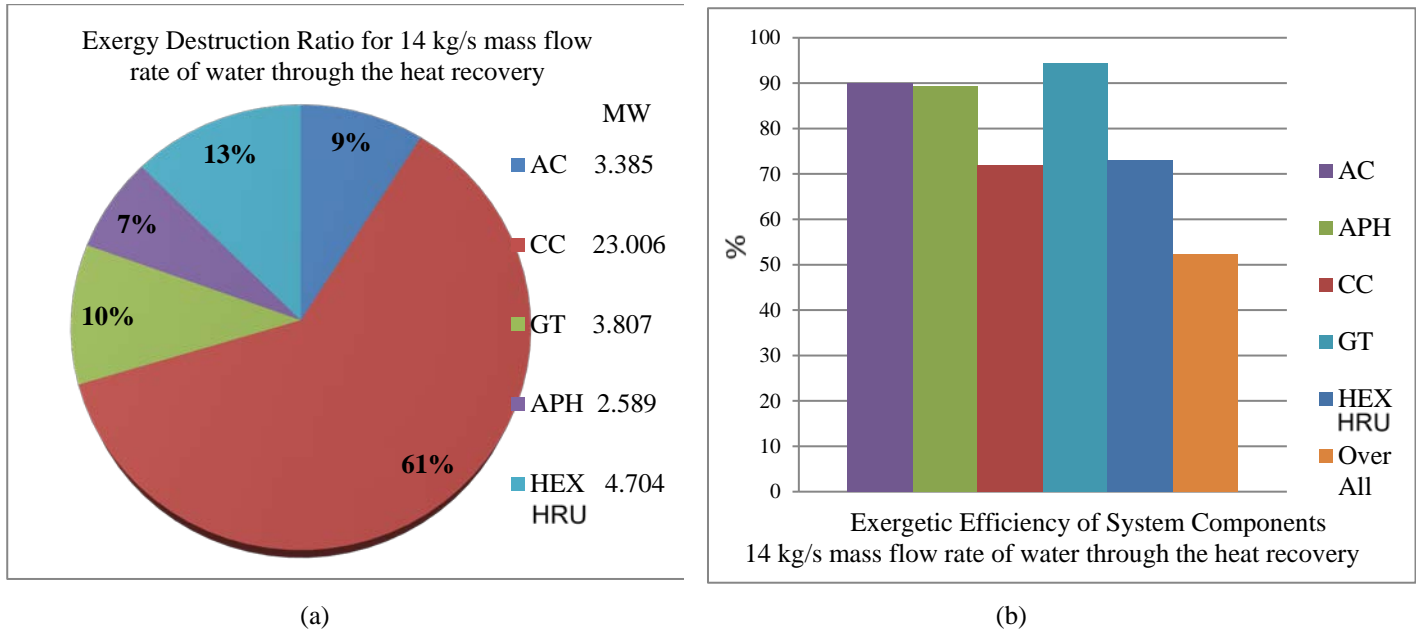 Exergy Destruction Ratio for 14 kg/s mass flow
rate of water through the heat recovery
MW
9%
13%
7%
10%
61%
AC 3.385
CC 23.006
GT 3.807
APH 2.589
HEX 4.704
HRU
(a)
100
90
80
70
60
50
40
30
20
10
0
%
AC
APH
CC
GT
HEX
HRU
Over
All
Exergetic Efficiency of System Components
14 kg/s mass flow rate of water through the heat recovery
(b)